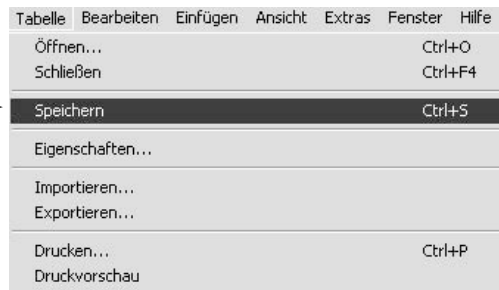 Tabelle Bearbeiten Einfügen Ansicht Extras Fenster Hilfe
Öffnen... Ctrl+O
Schließen Ctrl+F4
Speichern Ctrl+S
Eigenschaften...
Importieren...
Exportieren...
Drucken... Ctrl+P
Druckvorschau